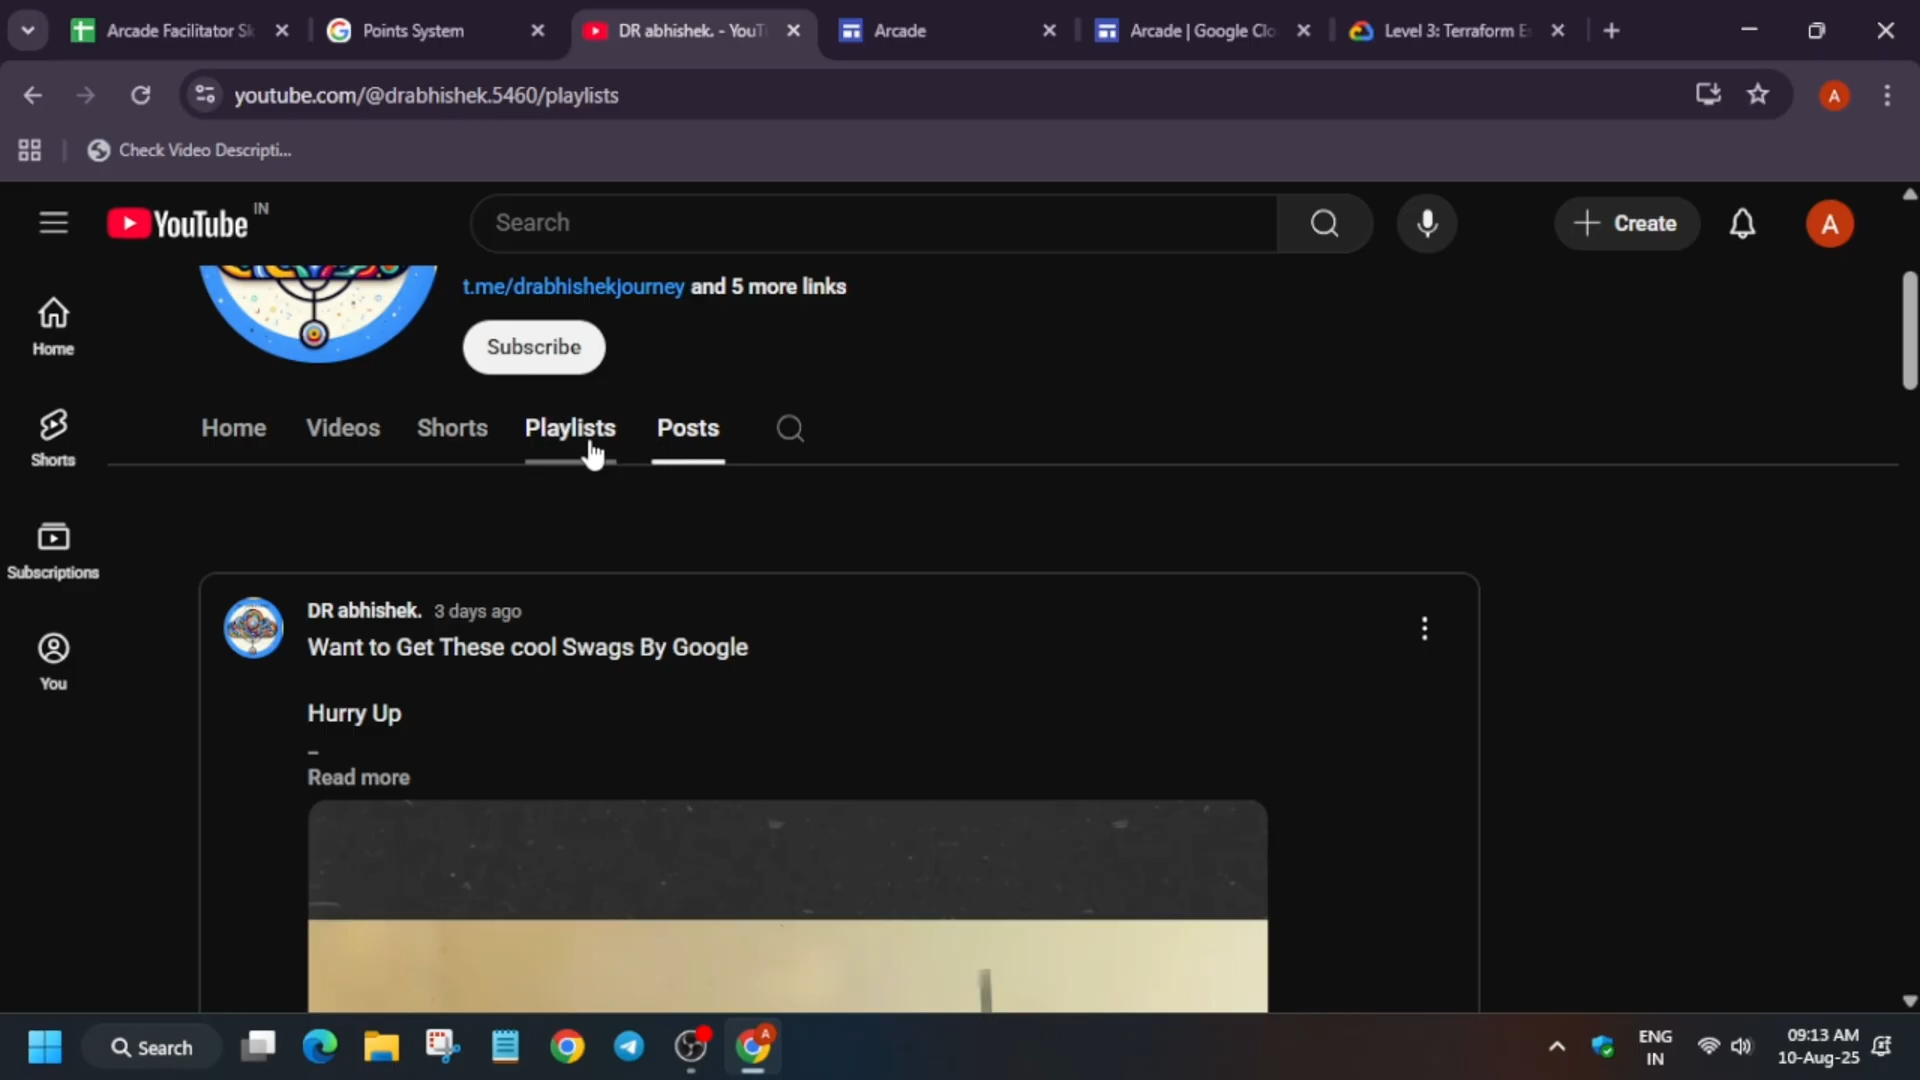 Arcade Facilitator Sk
Points System
DR abhishek. - YouT
Arcade
Arcade | Google Clo
Level 3: Terraform E
youtube.com/@drabhishek.5460/playlists
A
Check Video Descripti...
YouTube IN
Search
Create
A
t.me/drabhishekjourney and 5 more links
Subscribe
Home
Shorts
Subscriptions
You
Home
Videos
Shorts
Playlists
Posts
DR abhishek. 3 days ago
Want to Get These cool Swags By Google
Hurry Up
–
Read more
Search
A
ENG
IN
09:13 AM
10-Aug-25